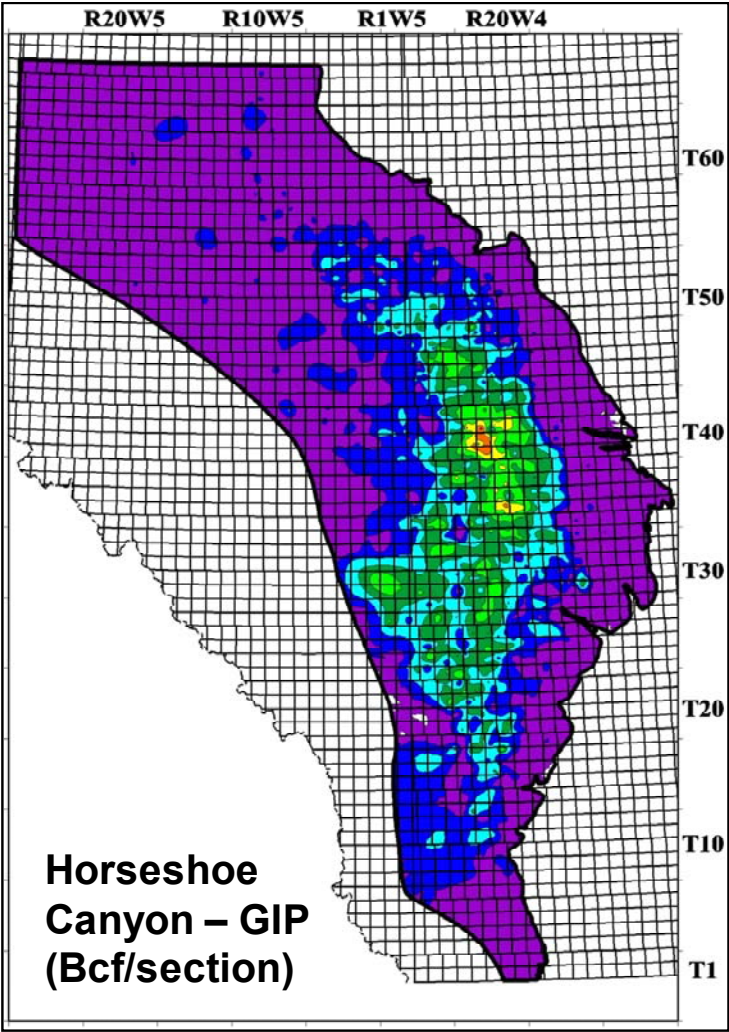 R20W5 R10W5 R1W5 R20W4
T60
T50
T40
T30
T20
T10
T1
Horseshoe
Canyon – GIP
(Bcf/section)